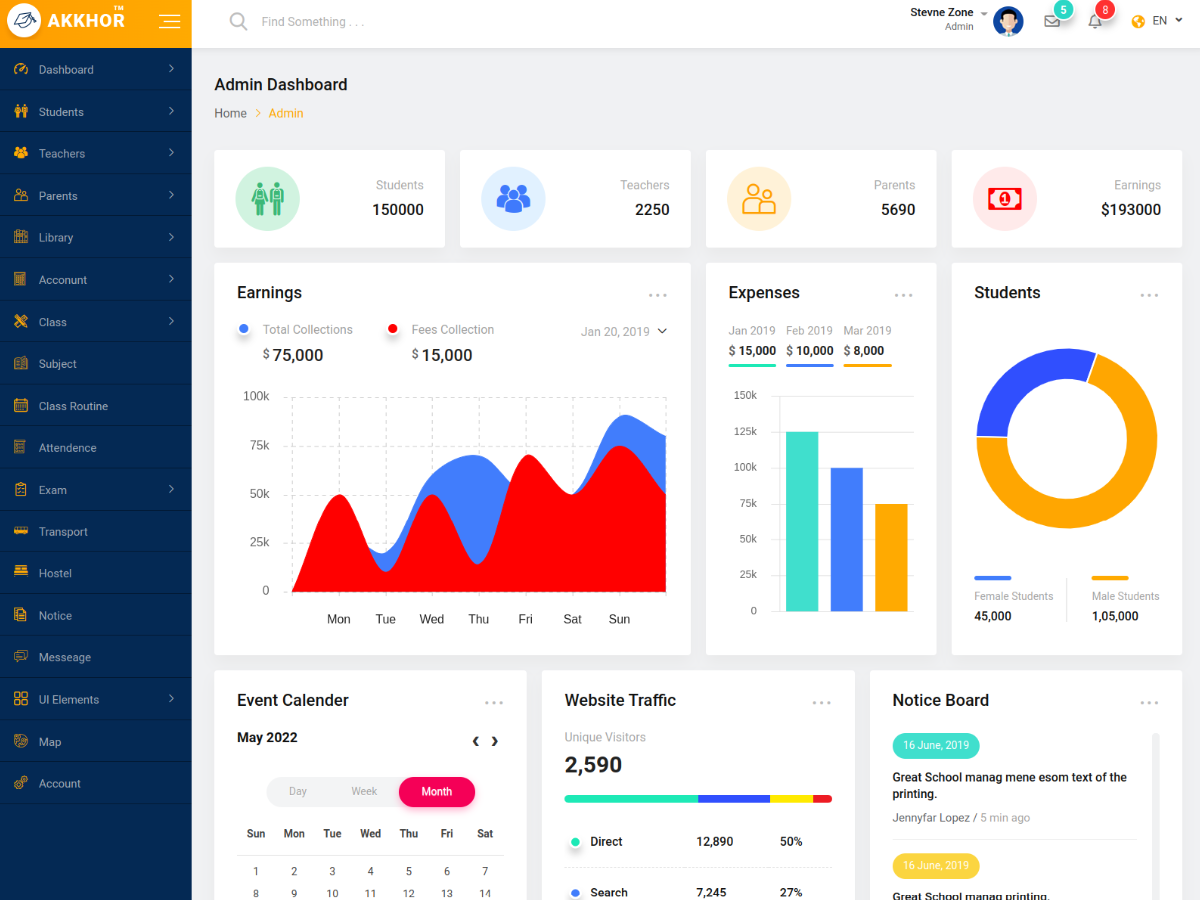 AKKHOR TM
Find Something . . .
Stevne Zone
Admin
5
8
EN
Dashboard
Students
Teachers
Parents
Library
Acconunt
Class
Subject
Class Routine
Attendence
Exam
Transport
Hostel
Notice
Messeage
UI Elements
Map
Account
Admin Dashboard
Home > Admin
Students
150000
Teachers
2250
Parents
5690
1
Earnings
$193000
Earnings
Total Collections
$ 75,000
Fees Collection
$ 15,000
Jan 20, 2019
100k
75k
50k
25k
0
Mon Tue Wed Thu Fri Sat Sun
Expenses
Jan 2019 Feb 2019 Mar 2019
$ 15,000 $ 10,000 $ 8,000
150k
125k
100k
75k
50k
25k
0
Students
Female Students
45,000
Male Students
1,05,000
Event Calender
May 2022
Day Week Month
Sun Mon Tue Wed Thu Fri Sat
1 2 3 4 5 6 7
8 9 10 11 12 13 14
Website Traffic
Unique Visitors
2,590
Direct 12,890 50%
Search 7,245 27%
Notice Board
16 June, 2019
Great School manag mene esom text of the
printing.
Jennyfar Lopez / 5 min ago
16 June, 2019
Great School manag printing.